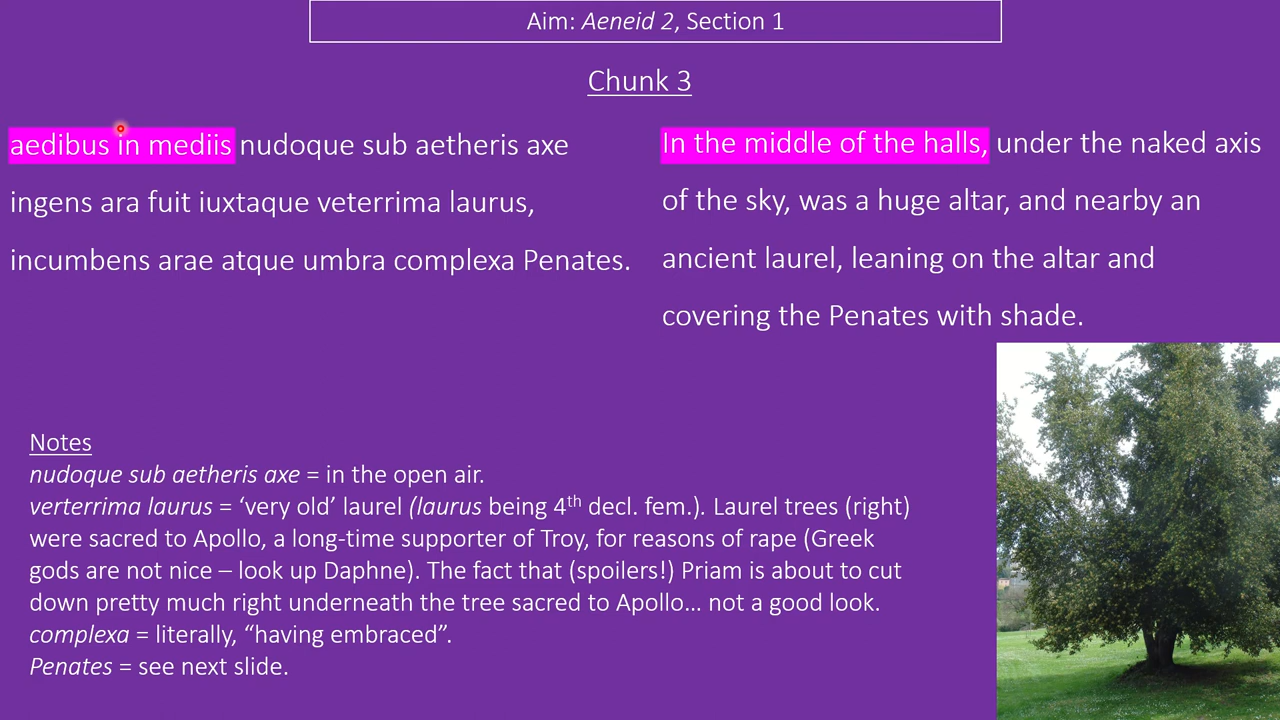 Aim: Aeneid 2, Section 1
Chunk 3
aedibus in mediis nudoque sub aetheris axe
ingens ara fuit iuxtaque veterrima laurus,
incumbens arae atque umbra complexa Penates.
In the middle of the halls, under the naked axis
of the sky, was a huge altar, and nearby an
ancient laurel, leaning on the altar and
covering the Penates with shade.
Notes
nudoque sub aetheris axe = in the open air.
verterrima laurus = ‘very old’ laurel (laurus being 4th decl. fem.). Laurel trees (right)
were sacred to Apollo, a long-time supporter of Troy, for reasons of rape (Greek
gods are not nice – look up Daphne). The fact that (spoilers!) Priam is about to cut
down pretty much right underneath the tree sacred to Apollo… not a good look.
complexa = literally, “having embraced”.
Penates = see next slide.